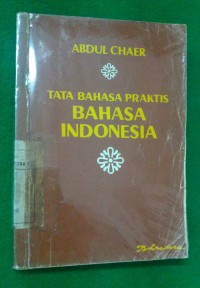 ABDUL CHAER
TATA BAHASA PRAKTIS
BAHASA
INDONESIA